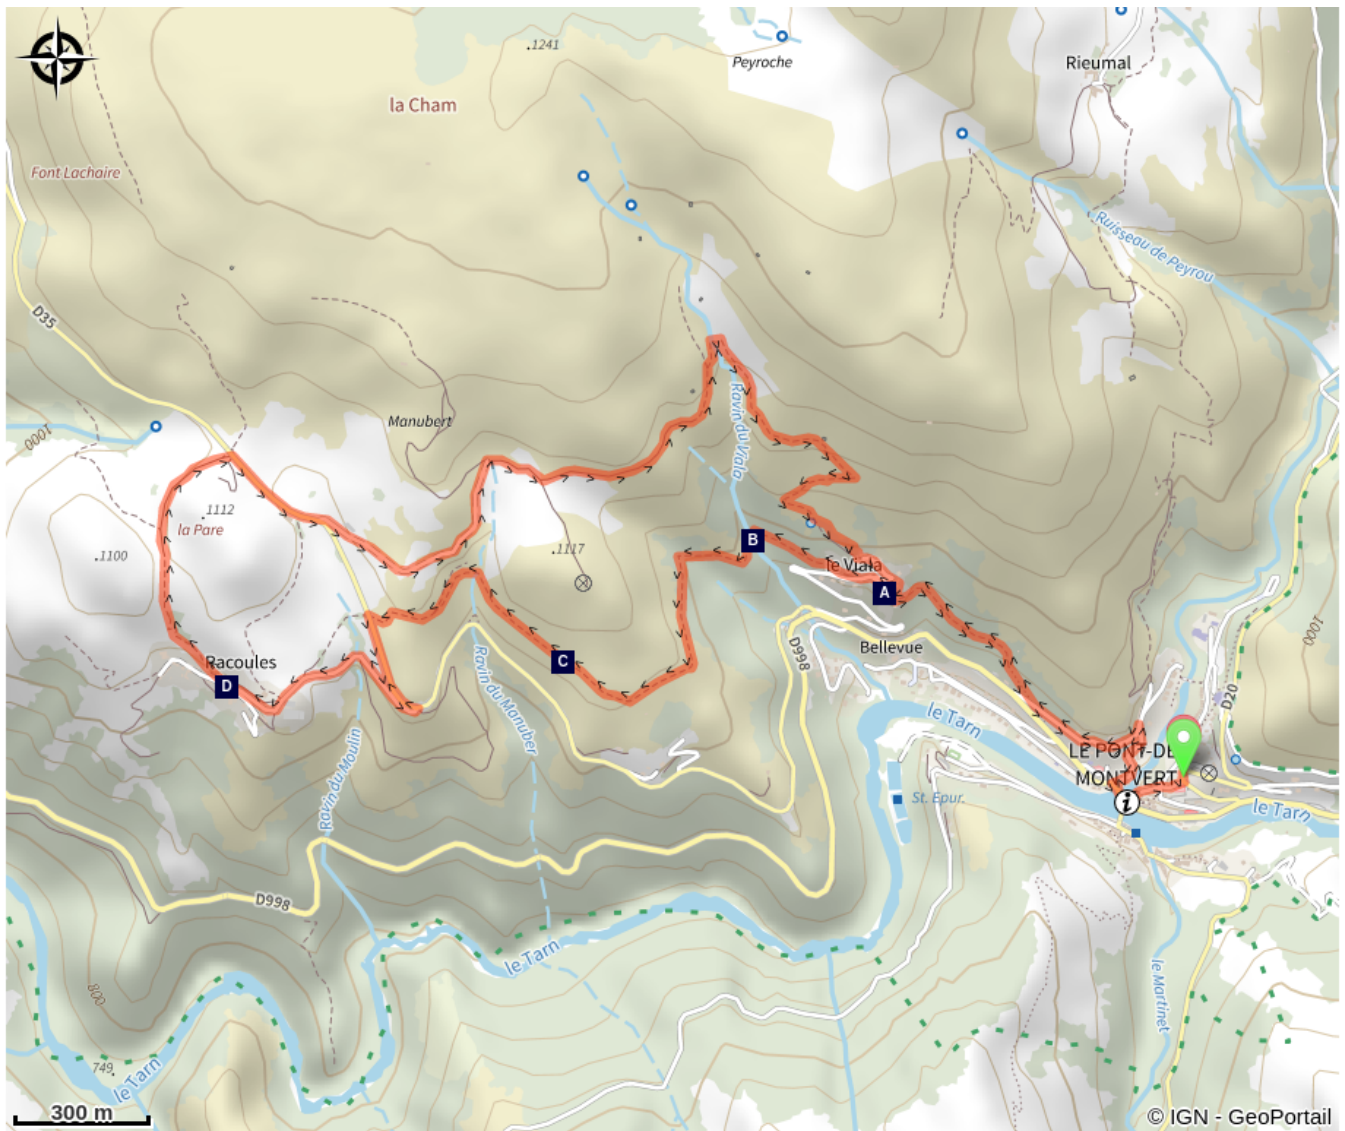 .1241
Peyroche
Rieumal
la Cham
Font Lachaire
Ruisseau de Peyrou
D35
Manubert
Ravin du Viala
1000
.1112
la Pare
.1100
.1117
B
le Viala
A
1000
D998
Bellevue
C
Racoules
D
Ravin du Manuber
D20
le Tarn
LE PONT-DE
MONTVERT
i
le Tarn
St. Epur.
Ravin du Moulin
D998
le Tarn
le Martinet
800
749.
le Tarn
300 m
© IGN - GeoPortail